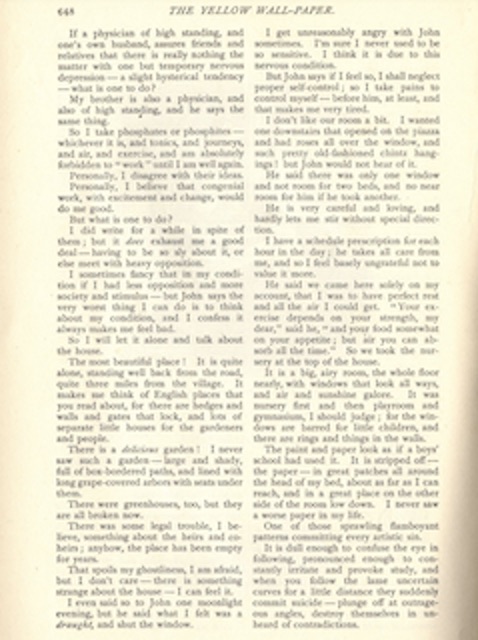 648
THE YELLOW WALL-PAPER.
If a physician of high standing, and
one's own husband, assures friends and
relatives that there is really nothing the
matter with one but temporary nervous
depression — a slight hysterical tendency
— what is one to do?
My brother is also a physician, and
also of high standing, and he says the
same thing.
So I take phosphates or phosphites —
whichever it is, and tonics, and journeys,
and air, and exercise, and am absolutely
forbidden to "work" until I am well again.
Personally, I disagree with their ideas.
Personally, I believe that congenial
work, with excitement and change, would
do me good.
But what is one to do?
I did write for a while in spite of
them; but it does exhaust me a good
deal — having to be so sly about it, or
else meet with heavy opposition.
I sometimes fancy that in my condi-
tion if I had less opposition and more
society and stimulus — but John says the
very worst thing I can do is to think
about my condition, and I confess it
always makes me feel bad.
So I will let it alone and talk about
the house.
The most beautiful place! It is quite
alone, standing well back from the road,
quite three miles from the village. It
makes me think of English places that
you read about, for there are hedges and
walls and gates that lock, and lots of
separate little houses for the gardeners
and people.
There is a delicious garden! I never
saw such a garden — large and shady,
full of box-bordered paths, and lined with
long grape-covered arbors with seats under
them.
There were greenhouses, too, but they
are all broken now.
There was some legal trouble, I be-
lieve, something about the heirs and co-
heirs; anyhow, the place has been empty
for years.
That spoils my ghostliness, I am afraid,
but I don't care — there is something
strange about the house — I can feel it.
I even said so to John one moonlight
evening, but he said what I felt was a
draught, and shut the window.
I get unreasonably angry with John
sometimes. I'm sure I never used to be
so sensitive. I think it is due to this
nervous condition.
But John says if I feel so, I shall neglect
proper self-control; so I take pains to
control myself — before him, at least, and
that makes me very tired.
I don't like our room a bit. I wanted
one downstairs that opened on the piazza
and had roses all over the window, and
such pretty old-fashioned chintz hang-
ings! but John would not hear of it.
He said there was only one window
and not room for two beds, and no near
room for him if he took another.
He is very careful and loving, and
hardly lets me stir without special direc-
tion.
I have a schedule prescription for each
hour in the day; he takes all care from
me, and so I feel basely ungrateful not to
value it more.
He said we came here solely on my
account, that I was to have perfect rest
and all the air I could get. "Your ex-
ercise depends on your strength, my
dear," said he, "and your food somewhat
on your appetite; but air you can ab-
sorb all the time." So we took the nur-
sery at the top of the house.
It is a big, airy room, the whole floor
nearly, with windows that look all ways,
and air and sunshine galore. It was
nursery first and then playroom and
gymnasium, I should judge; for the win-
dows are barred for little children, and
there are rings and things in the walls.
The paint and paper look as if a boys'
school had used it. It is stripped off —
the paper — in great patches all around
the head of my bed, about as far as I can
reach, and in a great place on the other
side of the room low down. I never saw
a worse paper in my life.
One of those sprawling flamboyant
patterns committing every artistic sin.
It is dull enough to confuse the eye in
following, pronounced enough to con-
stantly irritate and provoke study, and
when you follow the lame uncertain
curves for a little distance they suddenly
commit suicide — plunge off at outrage-
ous angles, destroy themselves in un-
heard of contradictions.